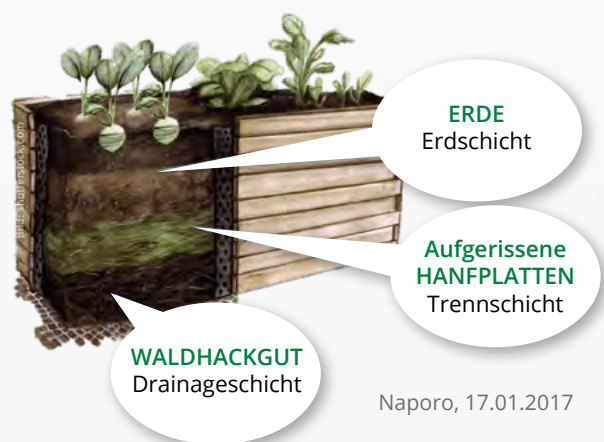 ERDE
Erdschicht
Aufgerissene
HANFPLATTEN
Trennschicht
WALDHACKGUT
Drainageschicht
Naporo, 17.01.2017